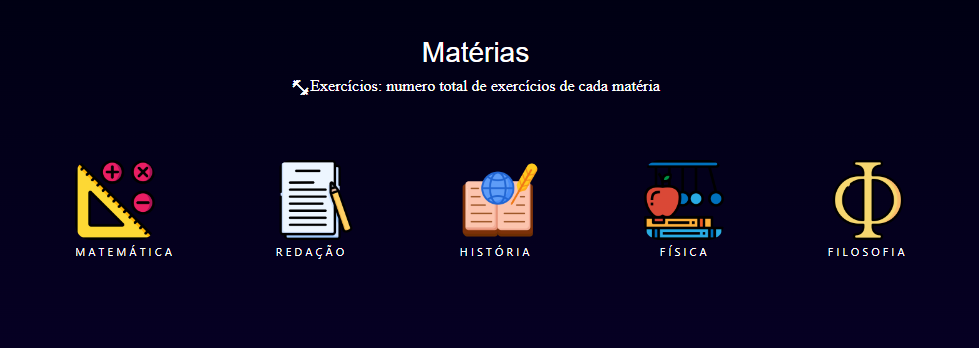 Matérias
Exercícios: numero total de exercícios de cada matéria
MATEMÁTICA
REDAÇÃO
HISTÓRIA
FÍSICA
FILOSOFIA